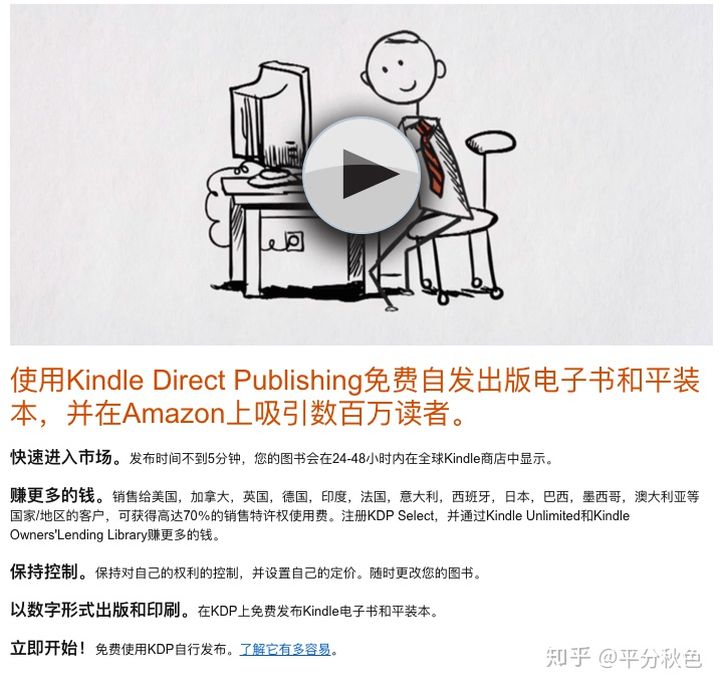 使用Kindle Direct Publishing免费自发出版电子书和平装
本，并在Amazon上吸引数百万读者。
快速进入市场。发布时间不到5分钟，您的图书会在24-48小时内在全球Kindle商店中显示。
赚更多的钱。销售给美国，加拿大，英国，德国，印度，法国，意大利，西班牙，日本，巴西，墨西哥，澳大利亚等
国家/地区的客户，可获得高达70%的销售特许权使用费。注册KDP Select，并通过Kindle Unlimited和Kindle
Owners'Lending Library赚更多的钱。
保持控制。保持对自己的权利的控制，并设置自己的定价。随时更改您的图书。
以数字形式出版和印刷。在KDP上免费发布Kindle电子书和平装本。
立即开始！免费使用KDP自行发布。了解它有多容易。
知乎 @平分秋色